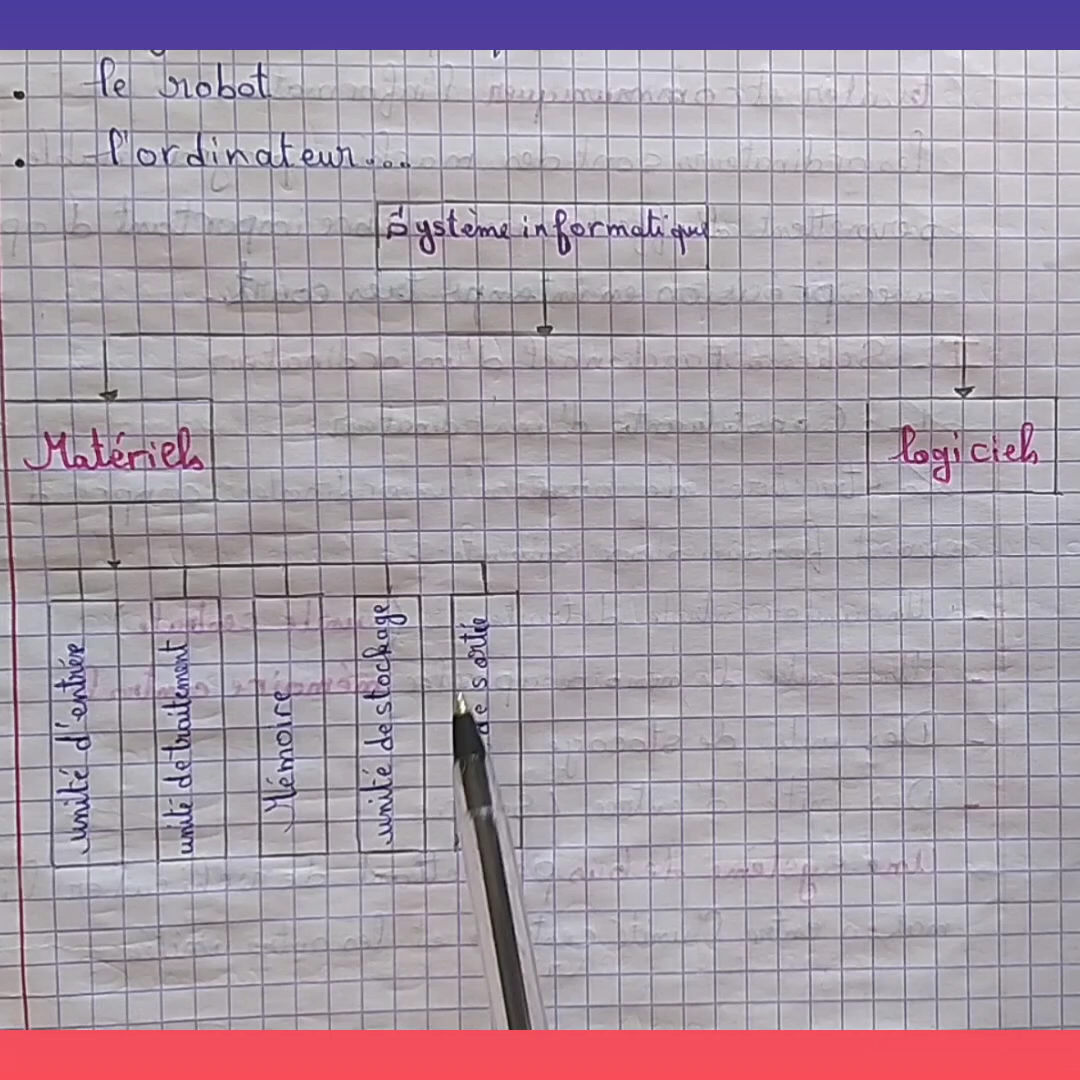 le robot
l'ordinateur...
Système informatique
Matériels
logiciels
unité d'entrée
unité de traitement
Mémoire
unité de stockage
de sortie